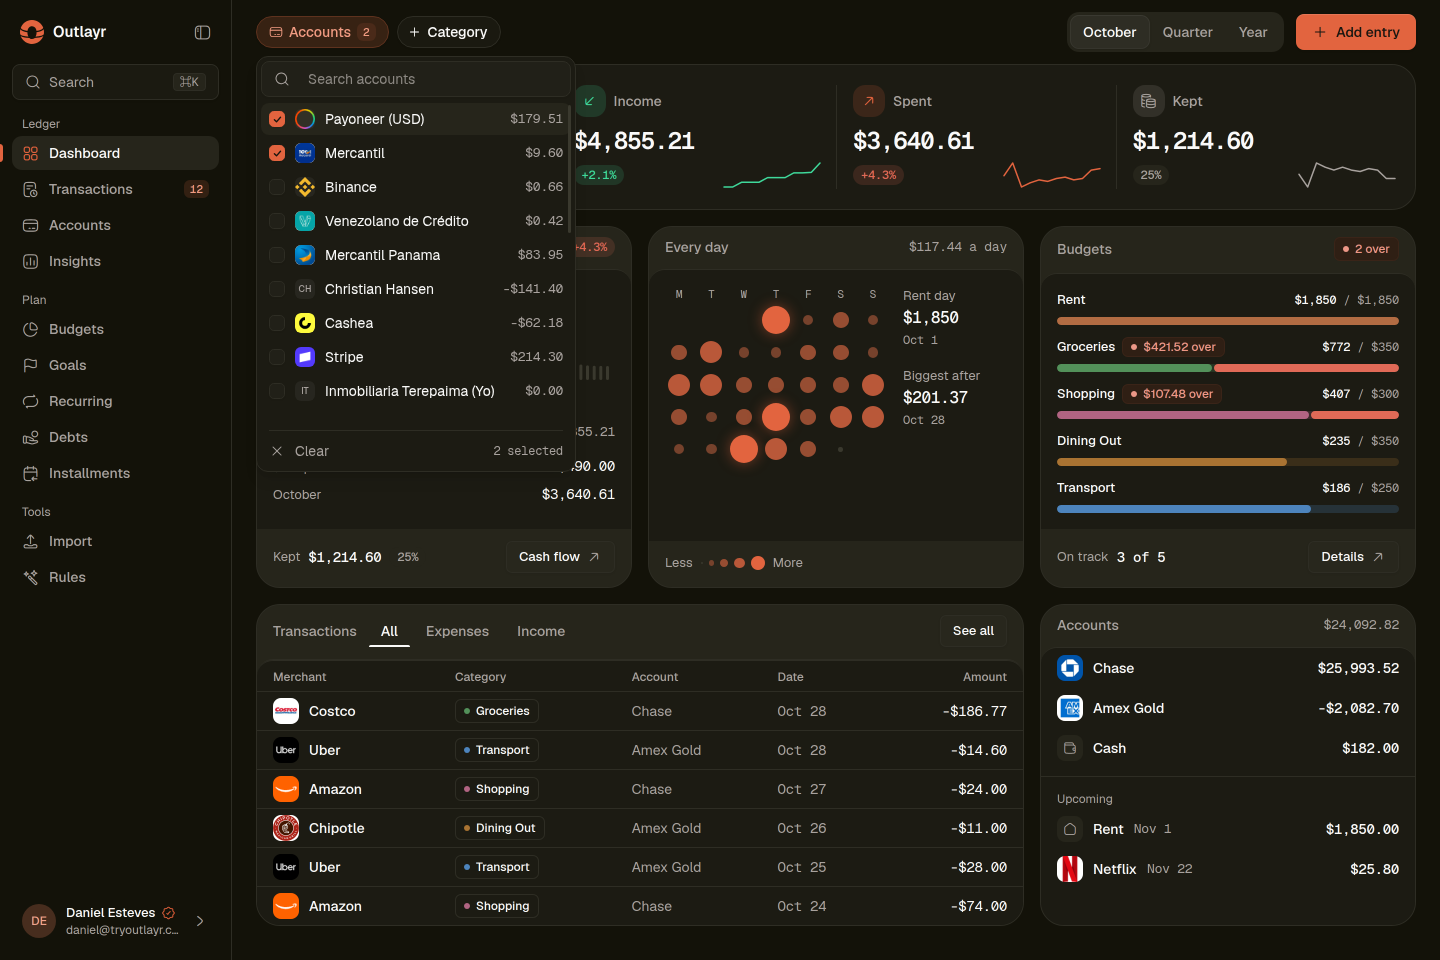 Outlayr
Search ⌘K
Ledger
Dashboard
Transactions 12
Accounts
Insights
Plan
Budgets
Goals
Recurring
Debts
Installments
Tools
Import
Rules
DE Daniel Esteves
daniel@tryoutlayr.c...
Accounts 2
+ Category
October Quarter Year
+ Add entry
Search accounts
Payoneer (USD) $179.51
Mercantil $9.60
Binance $0.66
Venezolano de Crédito $0.42
Mercantil Panama $83.95
CH Christian Hansen -$141.40
Cashea -$62.18
Stripe $214.30
IT Inmobiliaria Terepaima (Yo) $0.00
Clear 2 selected
Income
$4,855.21
+2.1%
Spent
$3,640.61
+4.3%
Kept
$1,214.60
25%
+4.3%
55.21
90.00
October $3,640.61
Kept $1,214.60 25% Cash flow
Every day $117.44 a day
M T W T F S S
Rent day
$1,850
Oct 1
Biggest after
$201.37
Oct 28
Less More
Budgets 2 over
Rent $1,850 / $1,850
Groceries $421.52 over $772 / $350
Shopping $107.48 over $407 / $300
Dining Out $235 / $350
Transport $186 / $250
On track 3 of 5 Details
Transactions All Expenses Income See all
Merchant Category Account Date Amount
Costco Costco Groceries Chase Oct 28 -$186.77
Uber Uber Transport Amex Gold Oct 28 -$14.60
Amazon Shopping Chase Oct 27 -$24.00
Chipotle Dining Out Amex Gold Oct 26 -$11.00
Uber Uber Transport Amex Gold Oct 25 -$28.00
Amazon Shopping Chase Oct 24 -$74.00
Accounts $24,092.82
Chase $25,993.52
AM EX Amex Gold -$2,082.70
Cash $182.00
Upcoming
Rent Nov 1 $1,850.00
N Netflix Nov 22 $25.80